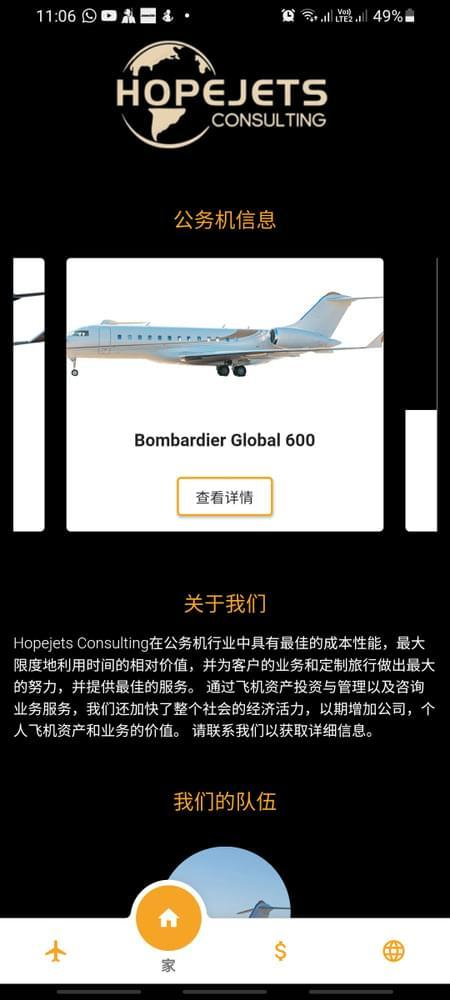 11:06
Vo))
LTE2
49%
HOPEJETS
CONSULTING
公务机信息
Bombardier Global 600
查看详情
关于我们
Hopejets Consulting在公务机行业中具有最佳的成本性能，最大
限度地利用时间的相对价值，并为客户的业务和定制旅行做出最大
的努力，并提供最佳的服务。 通过飞机资产投资与管理以及咨询
业务服务，我们还加快了整个社会的经济活力，以期增加公司，个
人飞机资产和业务的价值。 请联系我们以获取详细信息。
我们的队伍
家